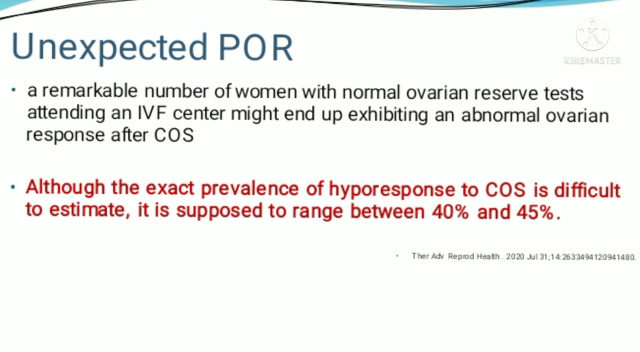 Unexpected POR
K
KINEMASTER
• a remarkable number of women with normal ovarian reserve tests
attending an IVF center might end up exhibiting an abnormal ovarian
response after COS
• Although the exact prevalence of hyporesponse to COS is difficult
to estimate, it is supposed to range between 40% and 45%.
• Ther Adv Reprod Health. 2020 Jul 31;14:2633494120941480.